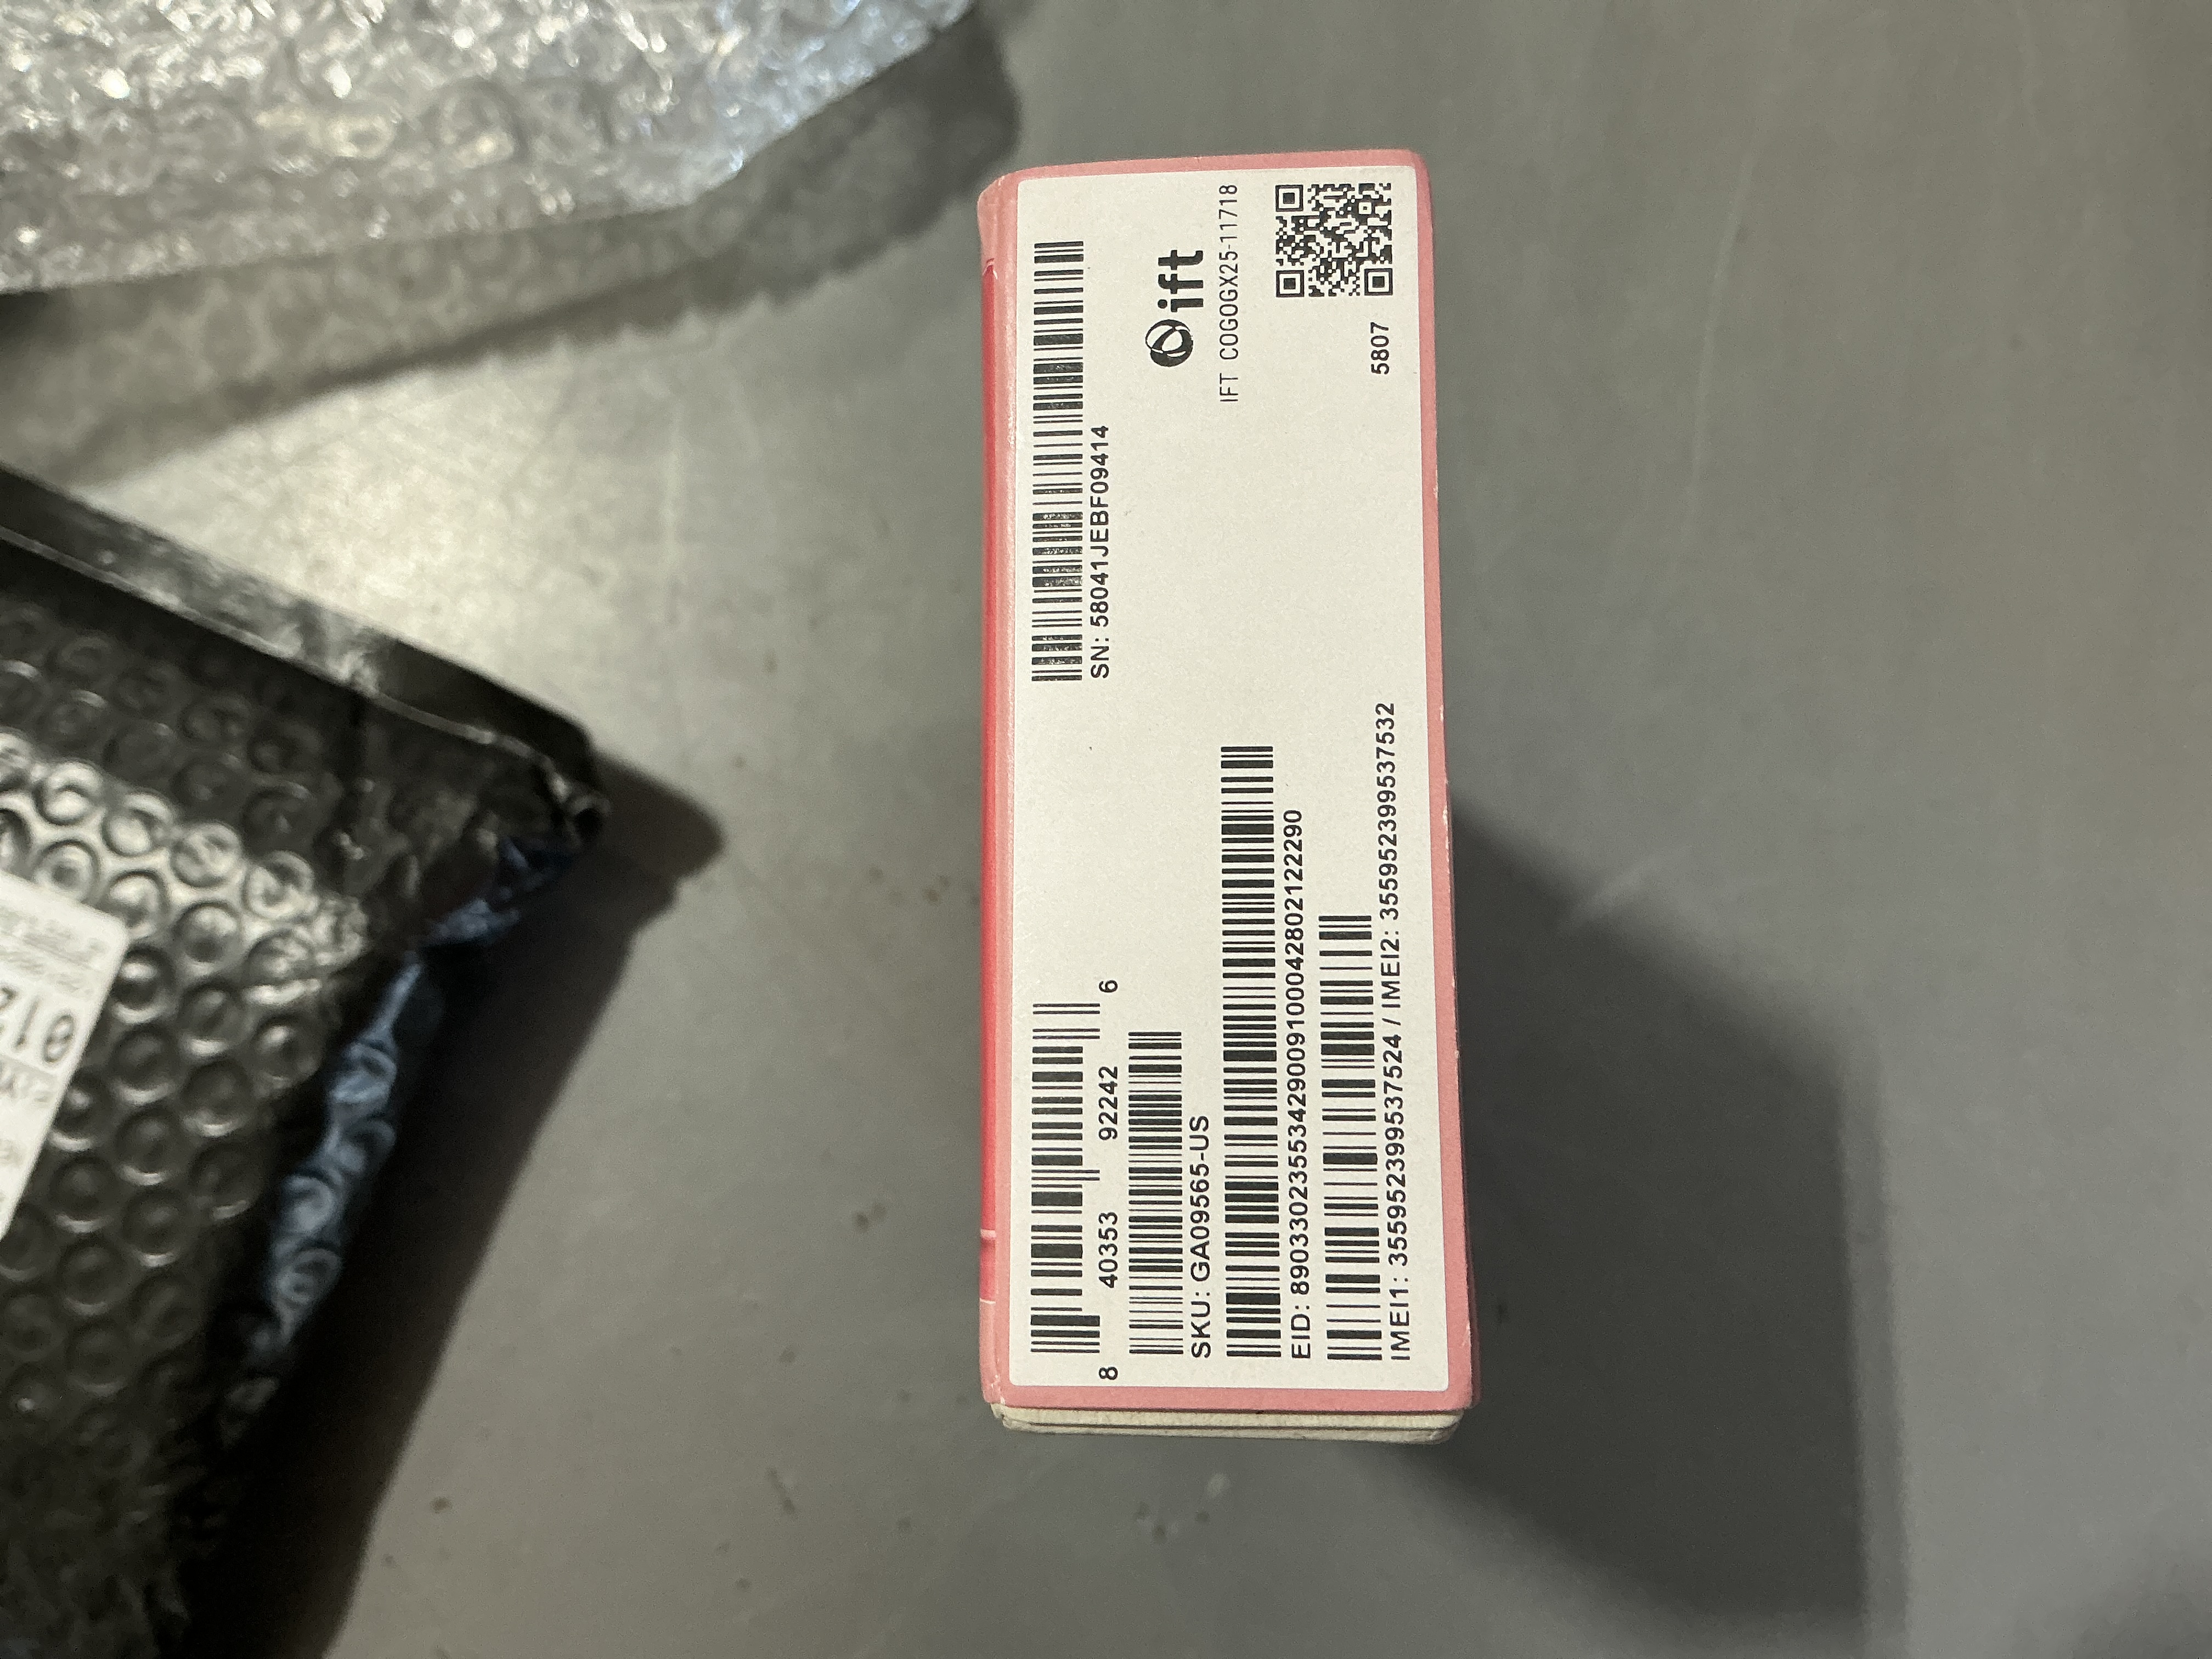 8 40353 92242 6
SKU: GA09565-US
EID: 89033023553429009100042802122290
IMEI1: 355952399537524 / IMEI2: 355952399537532
SN: 58041JEBF09414
ift
IFT COGOGX25-11718
5807